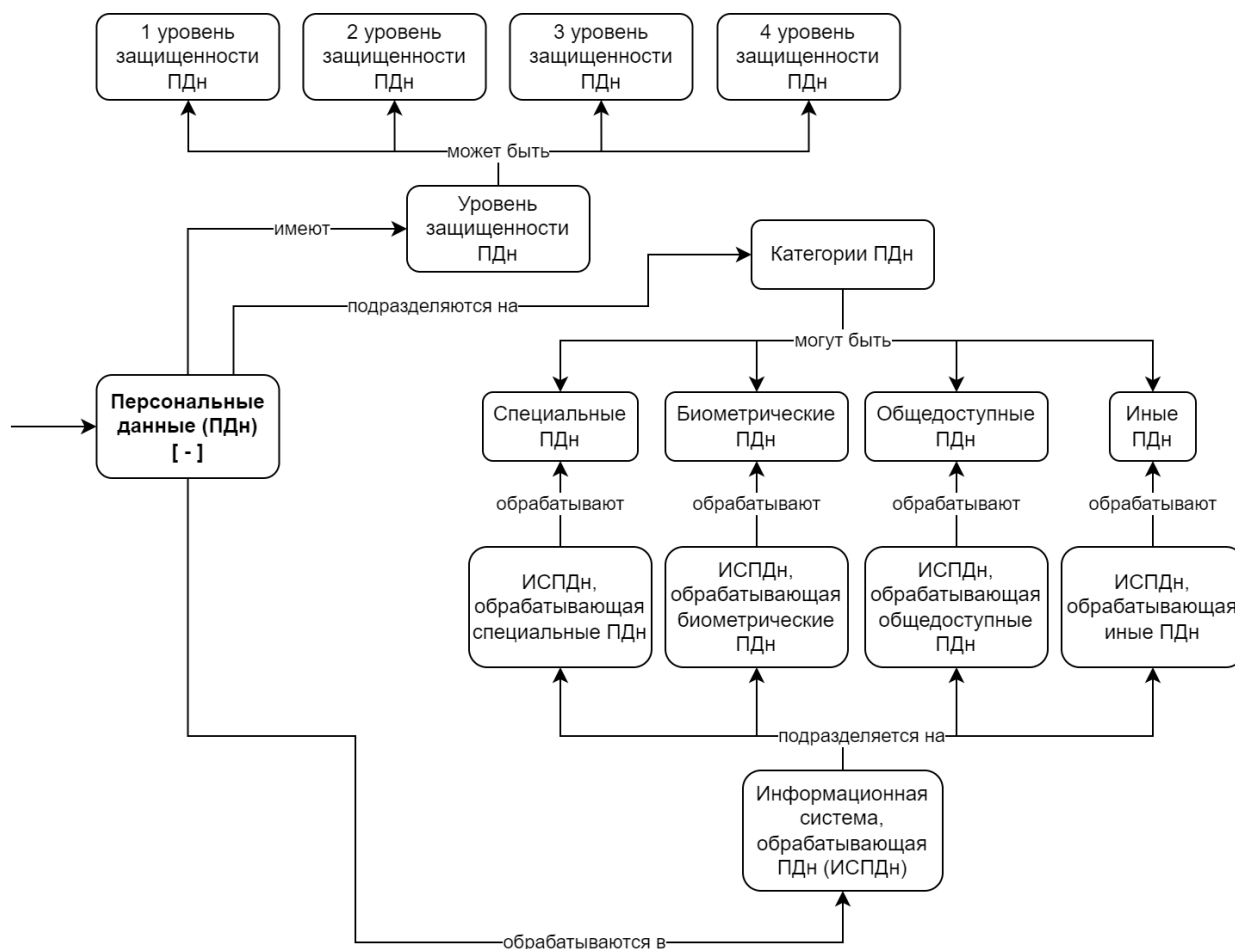 1 уровень
защищенности
ПДн
2 уровень
защищенности
ПДн
3 уровень
защищенности
ПДн
4 уровень
защищенности
ПДн
может быть
Уровень
защищенности
ПДн
имеют
Категории ПДн
подразделяются на
могут быть
Персональные
данные (ПДн)
[ - ]
Специальные
ПДн
Биометрические
ПДн
Общедоступные
ПДн
Иные
ПДн
обрабатывают
обрабатывают
обрабатывают
обрабатывают
ИСПДн,
обрабатывающая
специальные ПДн
ИСПДн,
обрабатывающая
биометрические
ПДн
ИСПДн,
обрабатывающая
общедоступные
ПДн
ИСПДн,
обрабатывающая
иные ПДн
подразделяется на
Информационная
система,
обрабатывающая
ПДн (ИСПДн)
обрабатываются в